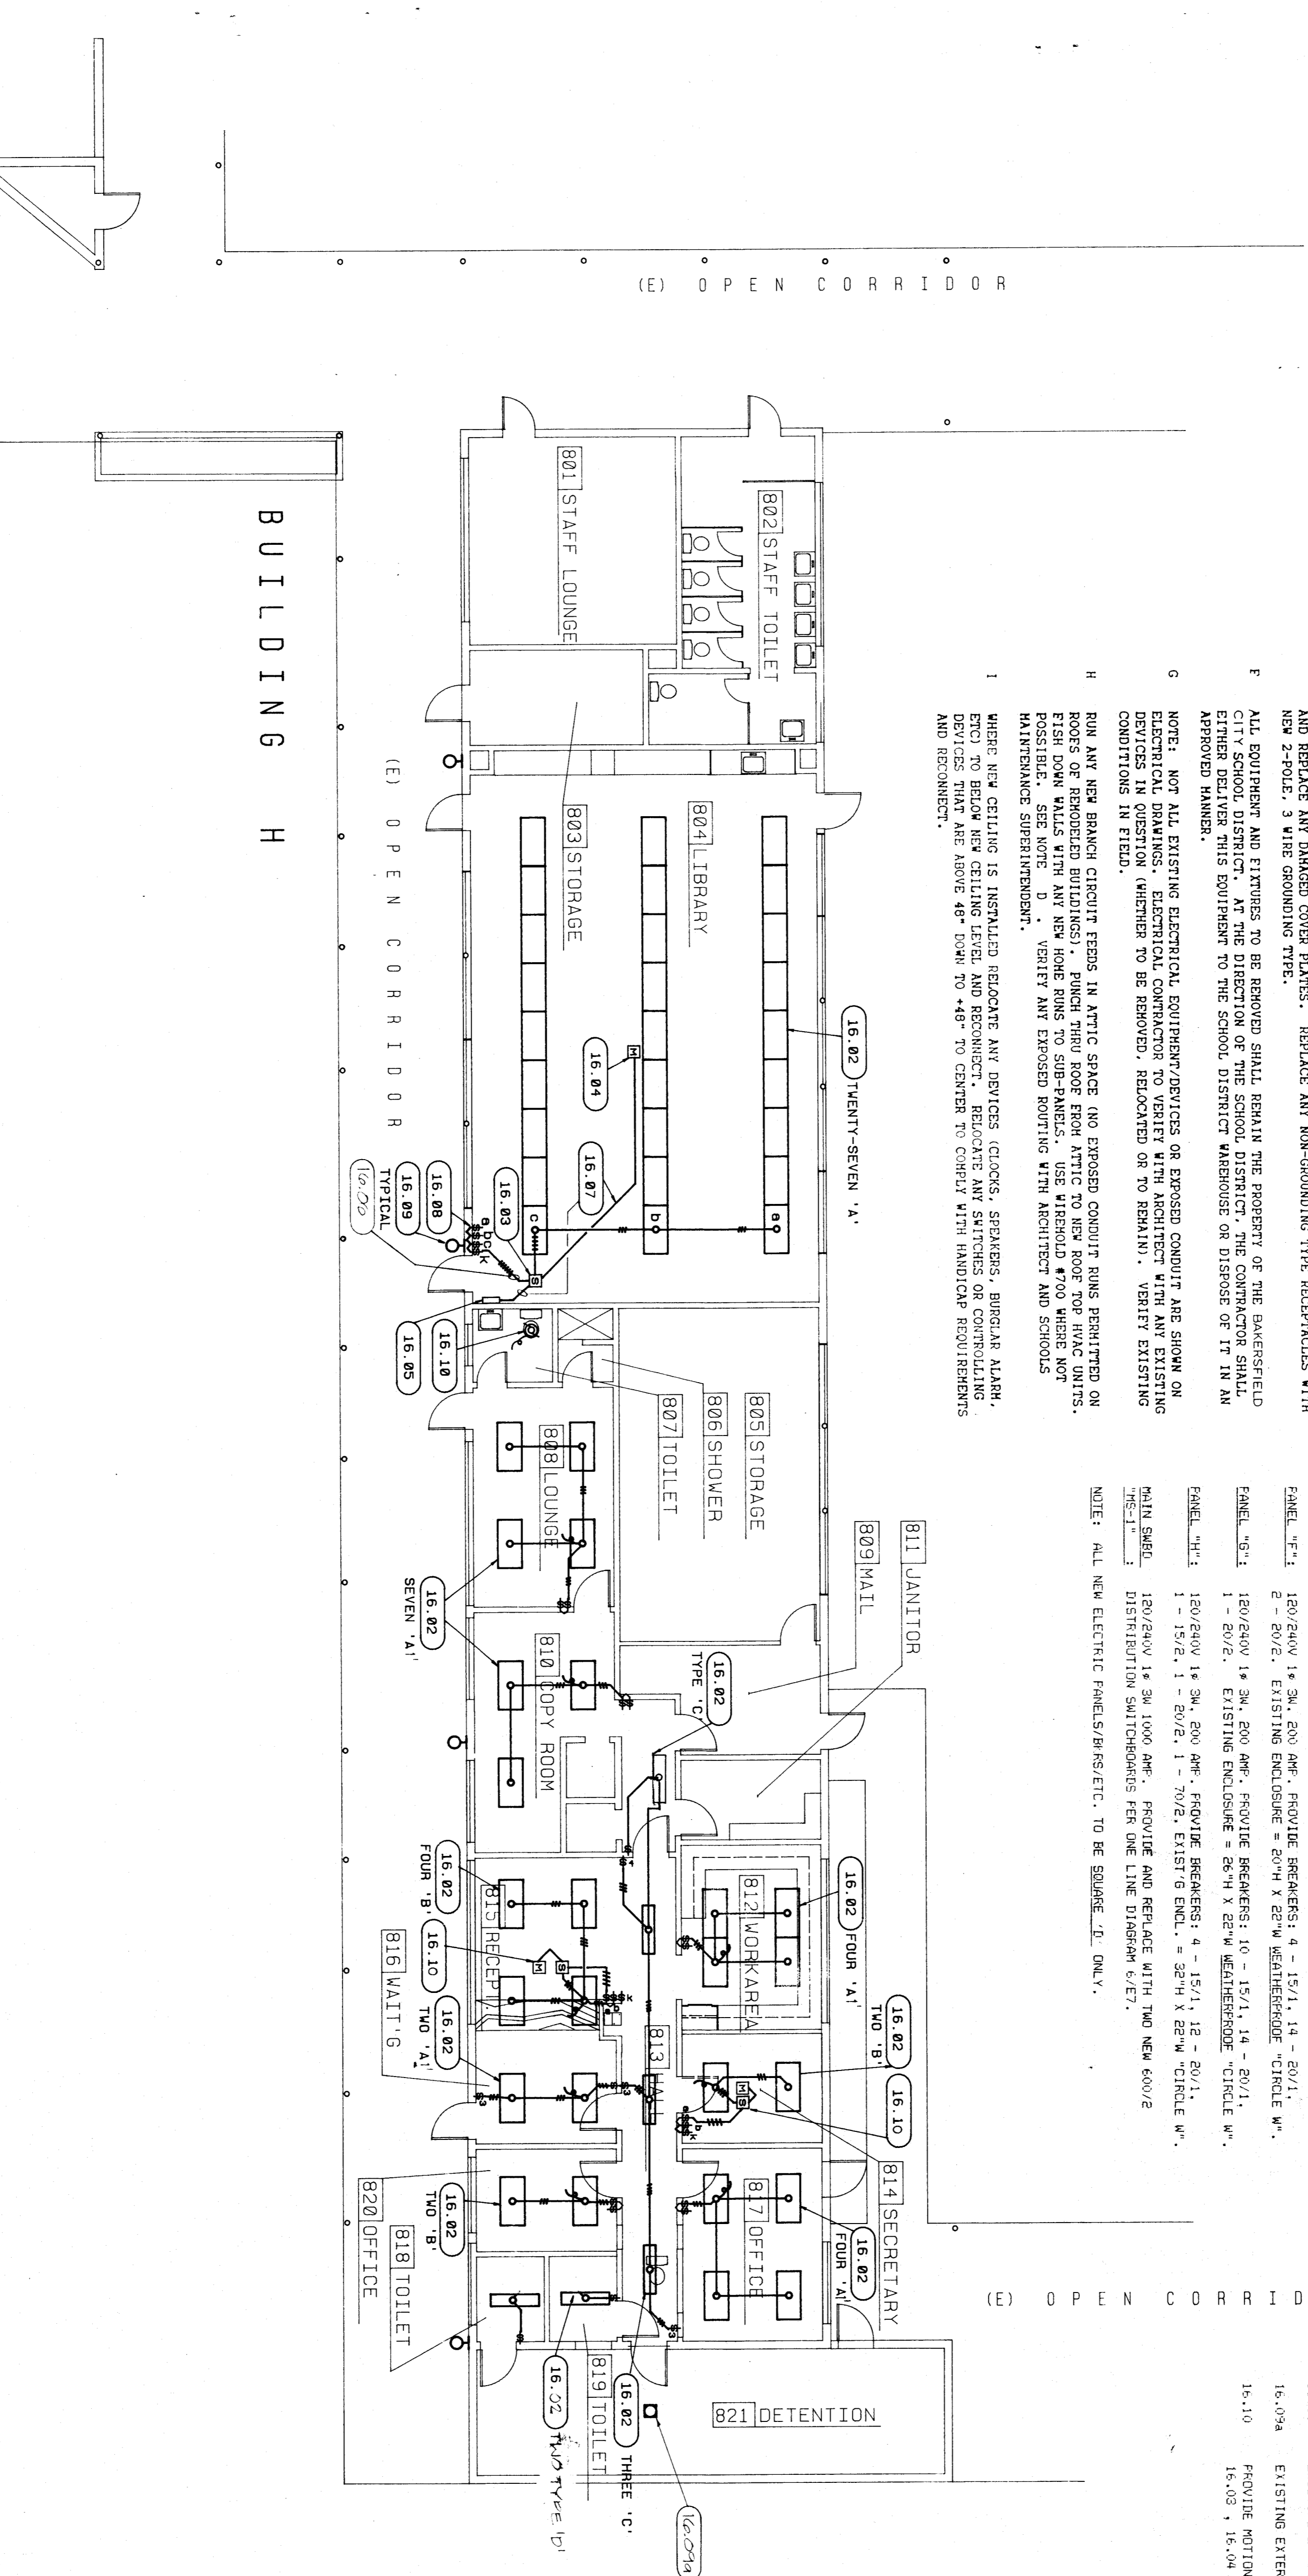 AND REPLACE ANY DAMAGED COVER PLATES. REPLACE ANY NON-GROUNDING TYPE RECEPTACLES WITH
NEW 2-POLE, 3 WIRE GROUNDING TYPE.
F ALL EQUIPMENT AND FIXTURES TO BE REMOVED SHALL REMAIN THE PROPERTY OF THE BAKERSFIELD
CITY SCHOOL DISTRICT. AT THE DIRECTION OF THE SCHOOL DISTRICT, THE CONTRACTOR SHALL
EITHER DELIVER THIS EQUIPMENT TO THE SCHOOL DISTRICT WAREHOUSE OR DISPOSE OF IT IN AN
APPROVED MANNER.
G NOTE: NOT ALL EXISTING ELECTRICAL EQUIPMENT/DEVICES OR EXPOSED CONDUIT ARE SHOWN ON
ELECTRICAL DRAWINGS. ELECTRICAL CONTRACTOR TO VERIFY WITH ARCHITECT WITH ANY EXISTING
DEVICES IN QUESTION (WHETHER TO BE REMOVED, RELOCATED OR TO REMAIN). VERIFY EXISTING
CONDITIONS IN FIELD.
H RUN ANY NEW BRANCH CIRCUIT FEEDS IN ATTIC SPACE (NO EXPOSED CONDUIT RUNS PERMITTED ON
ROOFS OF REMODELED BUILDINGS). PUNCH THRU ROOF FROM ATTIC TO NEW ROOF TOP HVAC UNITS.
FISH DOWN WALLS WITH ANY NEW HOME RUNS TO SUB-PANELS. USE WIREMOLD #700 WHERE NOT
POSSIBLE. SEE NOTE D . VERIFY ANY EXPOSED ROUTING WITH ARCHITECT AND SCHOOLS
MAINTENANCE SUPERINTENDENT.
I WHERE NEW CEILING IS INSTALLED RELOCATE ANY DEVICES (CLOCKS, SPEAKERS, BURGLAR ALARM,
ETC) TO BELOW NEW CEILING LEVEL AND RECONNECT. RELOCATE ANY SWITCHES OR CONTROLLING
DEVICES THAT ARE ABOVE 48" DOWN TO +48" TO CENTER TO COMPLY WITH HANDICAP REQUIREMENTS
AND RECONNECT.
PANEL "F": 120/240V 1ø 3W, 200 AMP. PROVIDE BREAKERS: 4 - 15/1, 14 - 20/1,
2 - 20/2. EXISTING ENCLOSURE = 20"H X 22"W WEATHERPROOF "CIRCLE W".
PANEL "G": 120/240V 1ø 3W, 200 AMP. PROVIDE BREAKERS: 10 - 15/1, 14 - 20/1,
1 - 20/2. EXISTING ENCLOSURE = 26"H X 22"W WEATHERPROOF "CIRCLE W".
PANEL "H": 120/240V 1ø 3W, 200 AMP. PROVIDE BREAKERS: 4 - 15/1, 12 - 20/1,
1 - 15/2, 1 - 20/2, 1 - 70/2, EXIST'G ENCL. = 32"H X 22"W "CIRCLE W".
MAIN SWBD
"MS-1" : 120/240V 1ø 3W 1000 AMP. PROVIDE AND REPLACE WITH TWO NEW 600/2
DISTRIBUTION SWITCHBOARDS PER ONE LINE DIAGRAM 6/E7.
NOTE: ALL NEW ELECTRIC PANELS/BKRS/ETC. TO BE SQUARE 'D' ONLY.
16.09a EXISTING EXTER
16.10 PROVIDE MOTION
16.03 , 16.04
(E) OPEN CORRIDOR
(E) OPEN CORRID
(E) OPEN CORRIDOR
BUILDING H
801 STAFF LOUNGE
802 STAFF TOILET
803 STORAGE
804 LIBRARY
805 STORAGE
806 SHOWER
807 TOILET
808 LOUNGE
809 MAIL
810 COPY ROOM
811 JANITOR
812 WORKAREA
813
814 SECRETARY
815 RECEP.
816 WAIT'G
817 OFFICE
818 TOILET
819 TOILET
820 OFFICE
821 DETENTION
16.02 TWENTY-SEVEN 'A'
16.04
16.07
16.03
16.08
16.09
TYPICAL
16.06
16.05
16.10
a
b
c
abck
M
S
16.02
SEVEN 'A1'
16.02
TYPE 'C'
16.02 FOUR 'A1'
16.02
FOUR 'B'
16.10
M
S
16.02
TWO 'A1'
16.02
TWO 'B'
16.10
M
S
16.02
FOUR 'A1'
16.02
TWO 'B'
16.02 THREE 'C'
16.02 TWO TYPE 'D'
16.09a